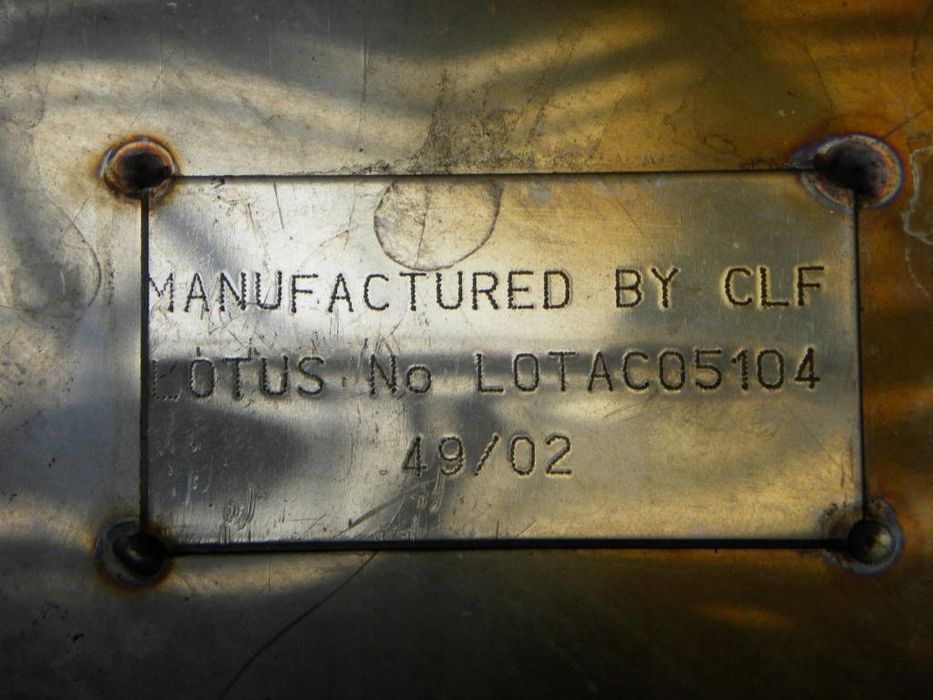 MANUFACTURED BY CLF
LOTUS No LOTAC05104
49/02